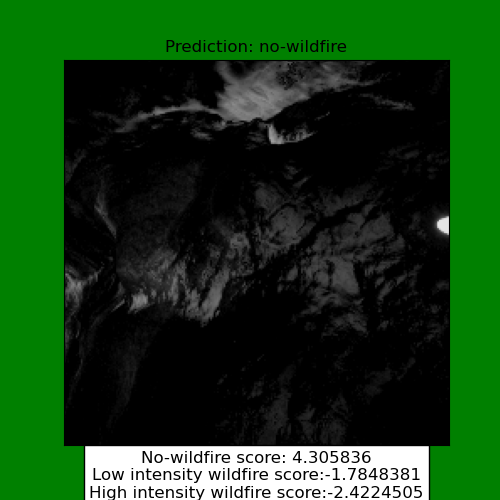 Prediction: no-wildfire
No-wildfire score: 4.305836
Low intensity wildfire score:-1.7848381
High intensity wildfire score:-2.4224505